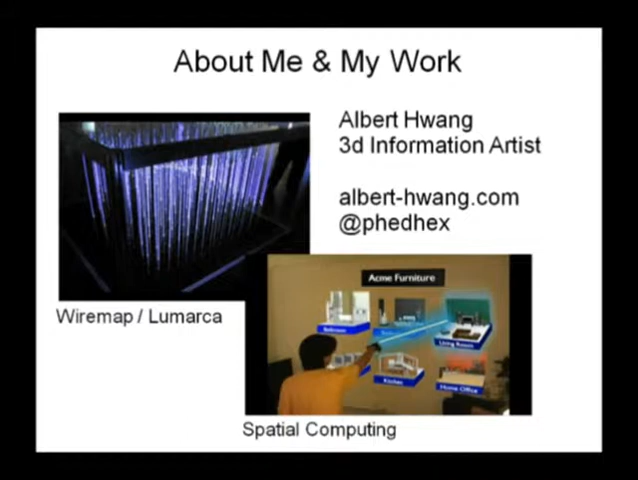 About Me & My Work
Albert Hwang
3d Information Artist
albert-hwang.com
@phedhex
Acme Furniture
Bedroom
Living Room
Kitchen
Home Office
Wiremap / Lumarca
Spatial Computing